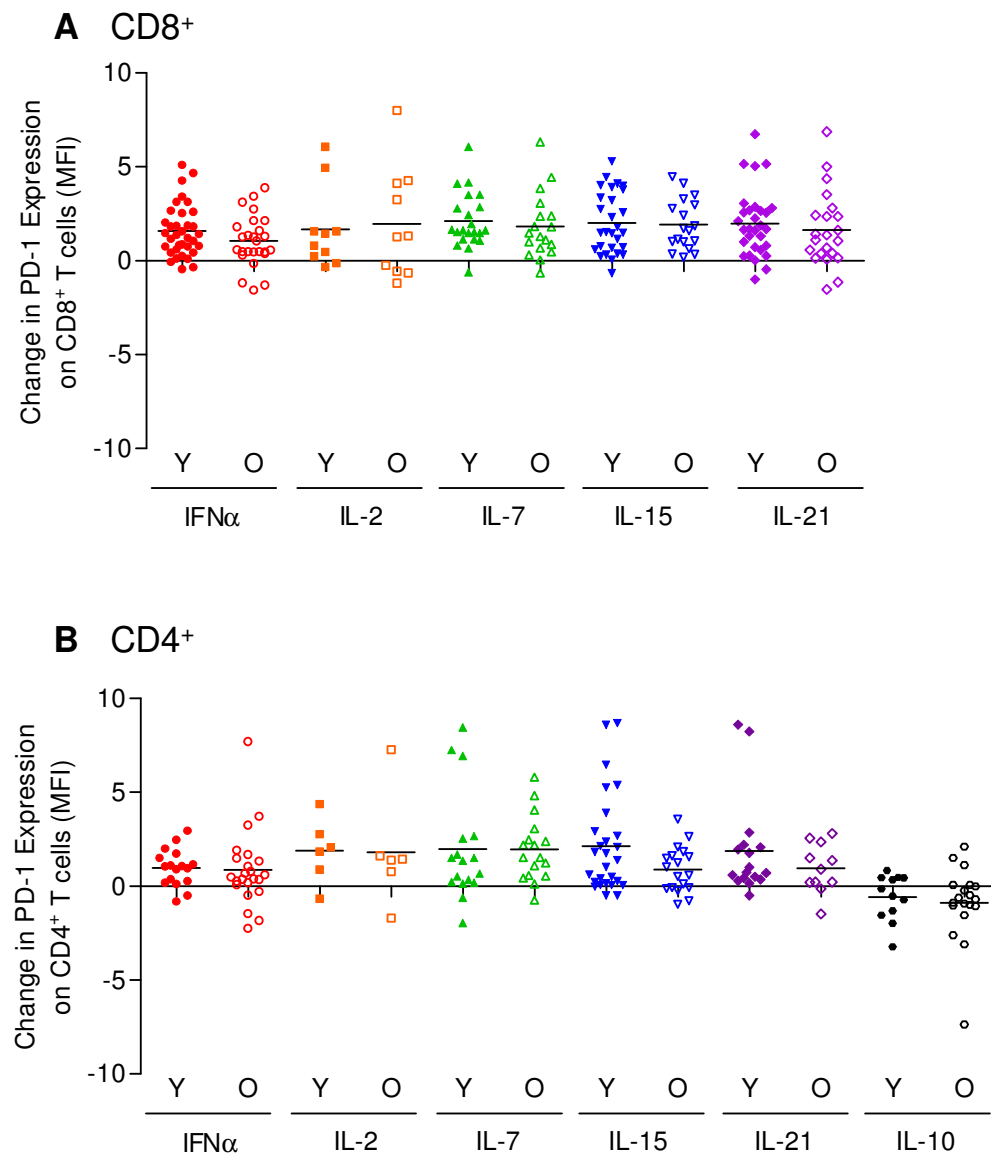 A CD8⁺
Change in PD-1 Expression
on CD8⁺ T cells (MFI)
10
5
0
-5
-10
Y O Y O Y O Y O Y O
IFNα IL-2 IL-7 IL-15 IL-21
B CD4⁺
Change in PD-1 Expression
on CD4⁺ T cells (MFI)
10
5
0
-5
-10
Y O Y O Y O Y O Y O Y O
IFNα IL-2 IL-7 IL-15 IL-21 IL-10